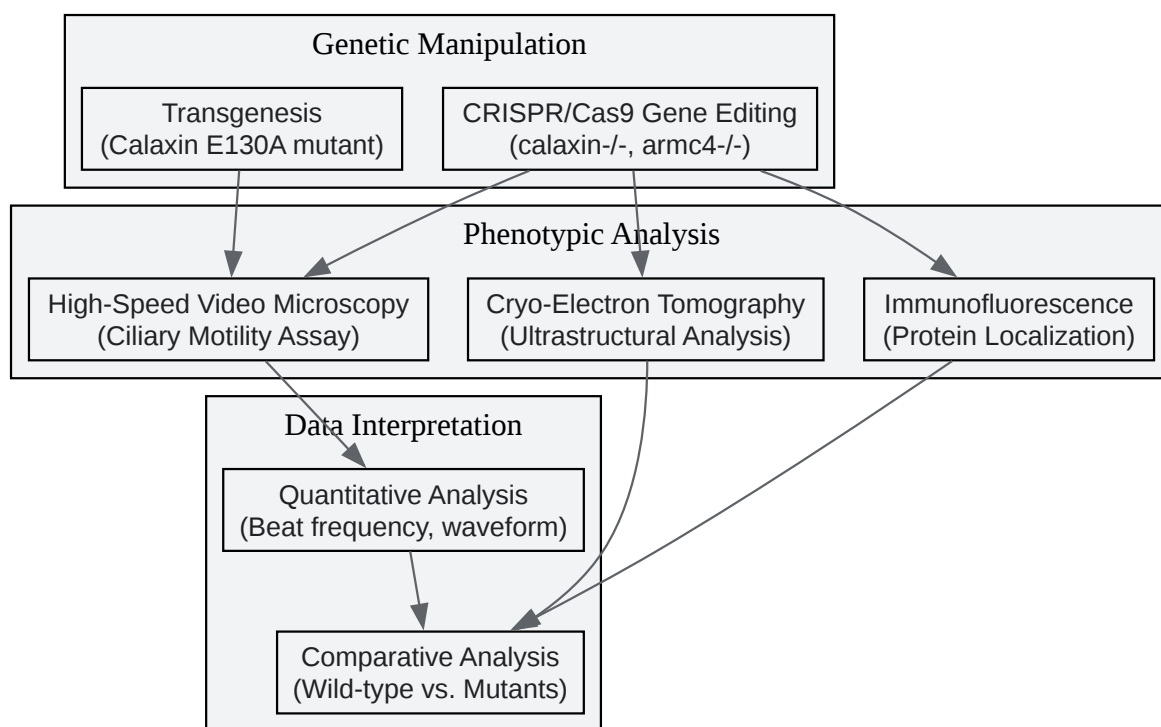 Genetic Manipulation
Transgenesis
(Calaxin E130A mutant)
CRISPR/Cas9 Gene Editing
(calaxin-/-, armc4-/-)
Phenotypic Analysis
High-Speed Video Microscopy
(Ciliary Motility Assay)
Cryo-Electron Tomography
(Ultrastructural Analysis)
Immunofluorescence
(Protein Localization)
Data Interpretation
Quantitative Analysis
(Beat frequency, waveform)
Comparative Analysis
(Wild-type vs. Mutants)